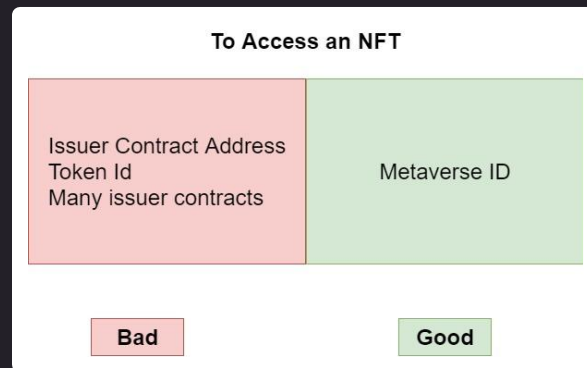 To Access an NFT
Issuer Contract Address
Token Id
Many issuer contracts
Metaverse ID
Bad
Good